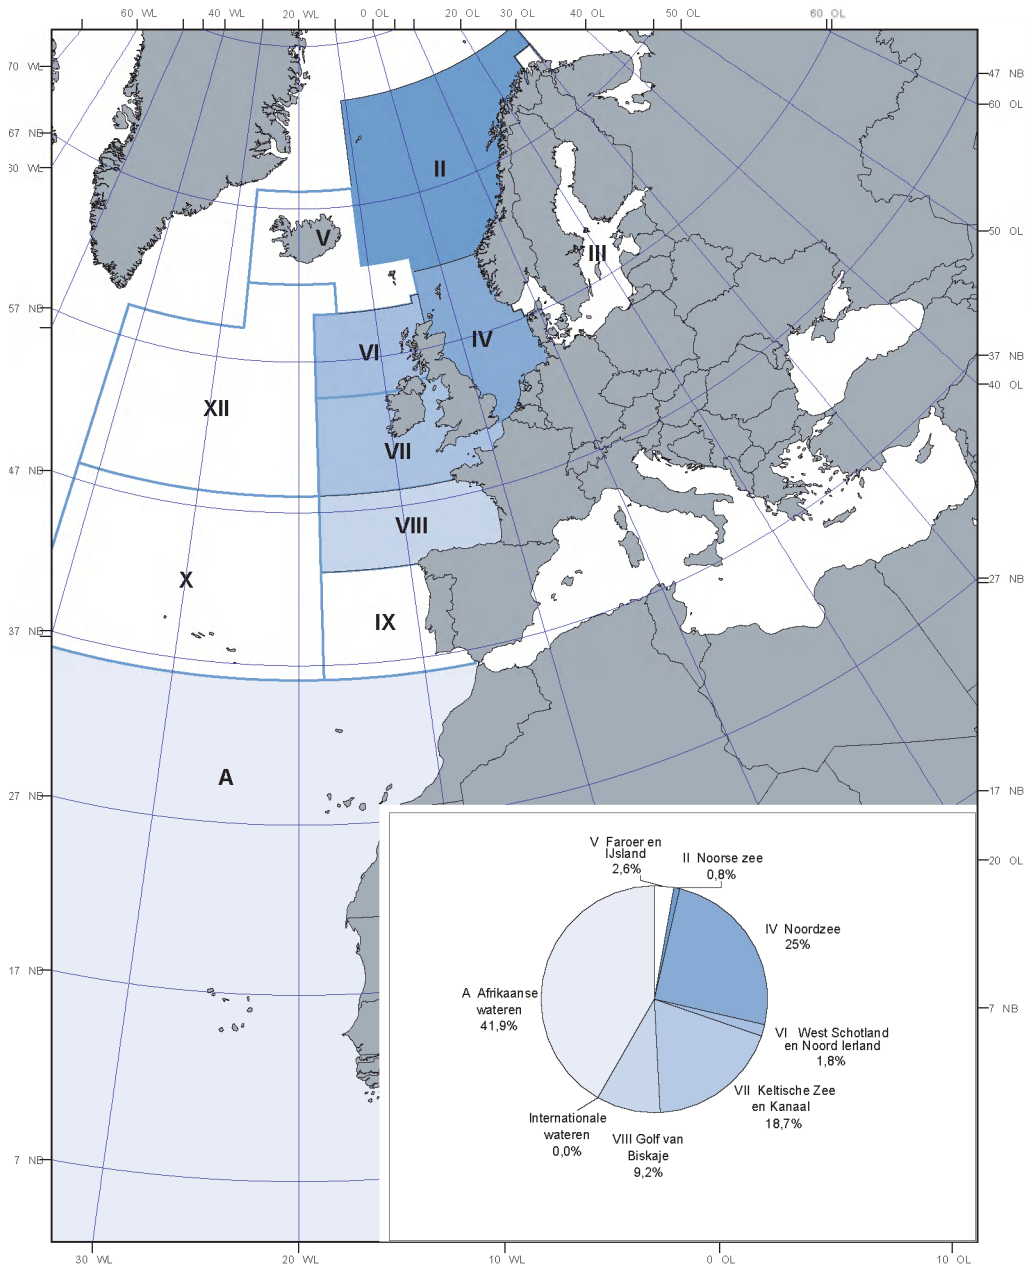 60 WL
40 WL
20 WL
0 OL
20 OL
30 OL
40 OL
50 OL
60 OL
70 WL
67 NB
30 WL
57 NB
47 NB
37 NB
27 NB
17 NB
7 NB
47 NB
60 OL
50 OL
37 NB
40 OL
27 NB
17 NB
20 OL
7 NB
II
V
III
IV
VI
XII
VII
VIII
X
IX
A
V Faroer en
IJsland
2,6%
II Noorse zee
0,8%
IV Noordzee
25%
A Afrikaanse
wateren
41,9%
VI West Schotland
en Noord Ierland
1,8%
VII Keltische Zee
en Kanaal
18,7%
Internationale
wateren
0,0%
VIII Golf van
Biskaje
9,2%
30 WL
20 WL
10 WL
0 OL
10 OL